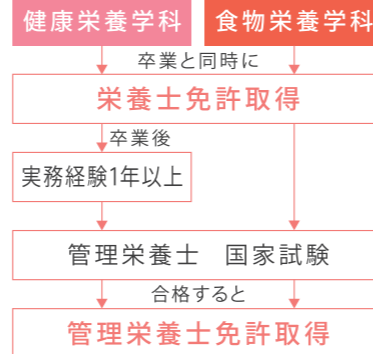 健康栄養学科 食物栄養学科
卒業と同時に
栄養士免許取得
卒業後
実務経験1年以上
管理栄養士　国家試験
合格すると
管理栄養士免許取得